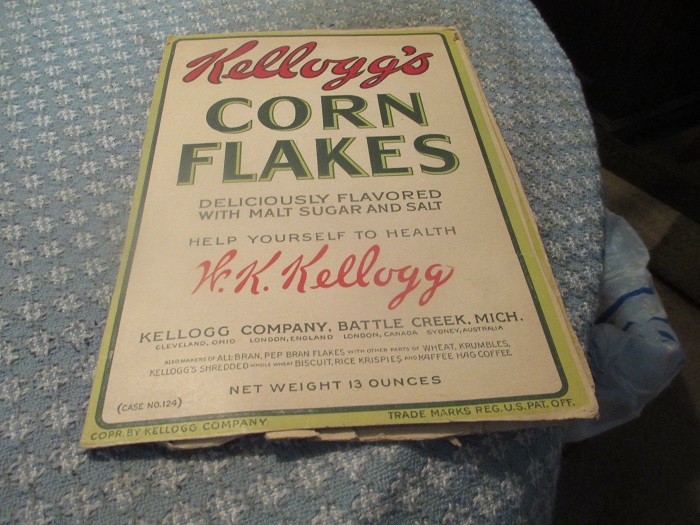 Kellogg's
CORN
FLAKES
DELICIOUSLY FLAVORED
WITH MALT SUGAR AND SALT
HELP YOURSELF TO HEALTH
W.K. Kellogg
KELLOGG COMPANY, BATTLE CREEK, MICH.
CLEVELAND, OHIO LONDON, ENGLAND LONDON, CANADA SYDNEY, AUSTRALIA
ALSO MAKERS OF ALL-BRAN, PEP BRAN FLAKES WITH OTHER PARTS OF WHEAT, KRUMBLES,
KELLOGG'S SHREDDED WHOLE WHEAT BISCUIT, RICE KRISPIES AND KAFFEE HAG COFFEE
NET WEIGHT 13 OUNCES
(CASE NO. 124)
COPR. BY KELLOGG COMPANY TRADE MARKS REG. U.S. PAT. OFF.